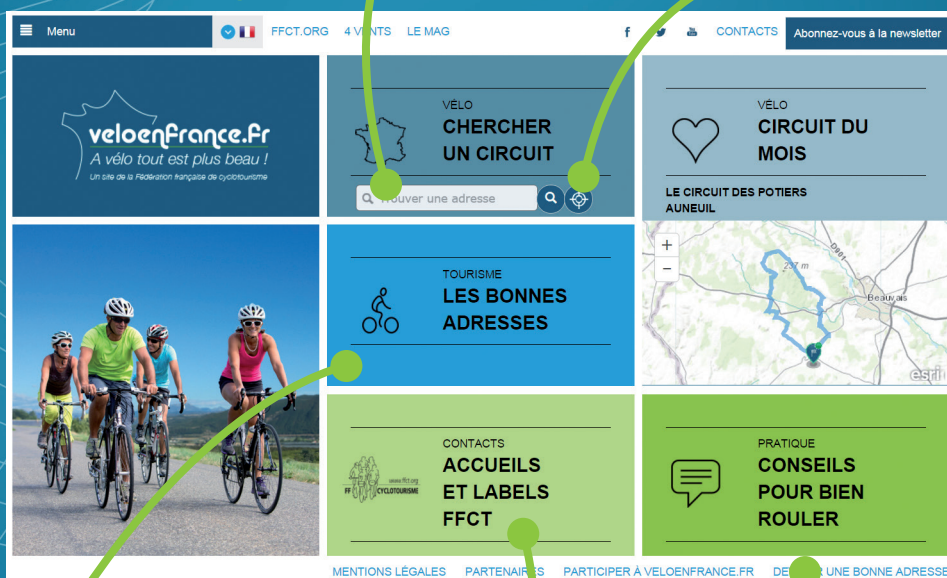 Menu
FFCT.ORG 4 VENTS LE MAG
CONTACTS
Abonnez-vous à la newsletter
veloenfrance.fr
A vélo tout est plus beau !
Un site de la Fédération française de cyclotourisme
VÉLO
CHERCHER
UN CIRCUIT
Trouver une adresse
VÉLO
CIRCUIT DU
MOIS
LE CIRCUIT DES POTIERS
AUNEUIL
+
−
D901
237 m
Beauvais
esri
TOURISME
LES BONNES
ADRESSES
CONTACTS
ACCUEILS
ET LABELS
FFCT
www.ffct.org
FF CYCLOTOURISME
PRATIQUE
CONSEILS
POUR BIEN
ROULER
MENTIONS LÉGALES PARTENAIRES PARTICIPER À VELOENFRANCE.FR UNE BONNE ADRESSE